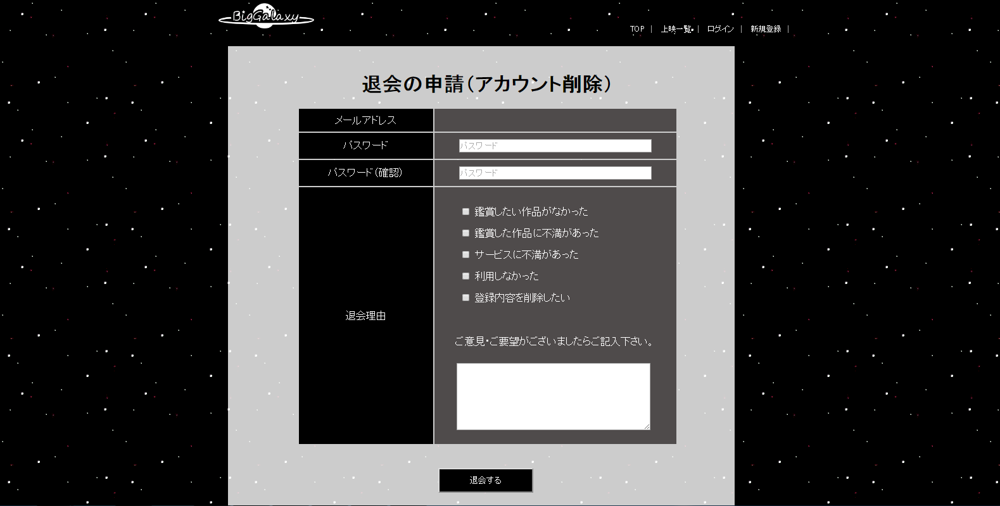 BigGalaxy
TOP ｜ 上映一覧 ｜ ログイン ｜ 新規登録 ｜
退会の申請（アカウント削除）
メールアドレス
パスワード パスワード
パスワード（確認） パスワード
鑑賞したい作品がなかった
鑑賞した作品に不満があった
サービスに不満があった
利用しなかった
登録内容を削除したい
退会理由
ご意見・ご要望がございましたらご記入下さい。
退会する